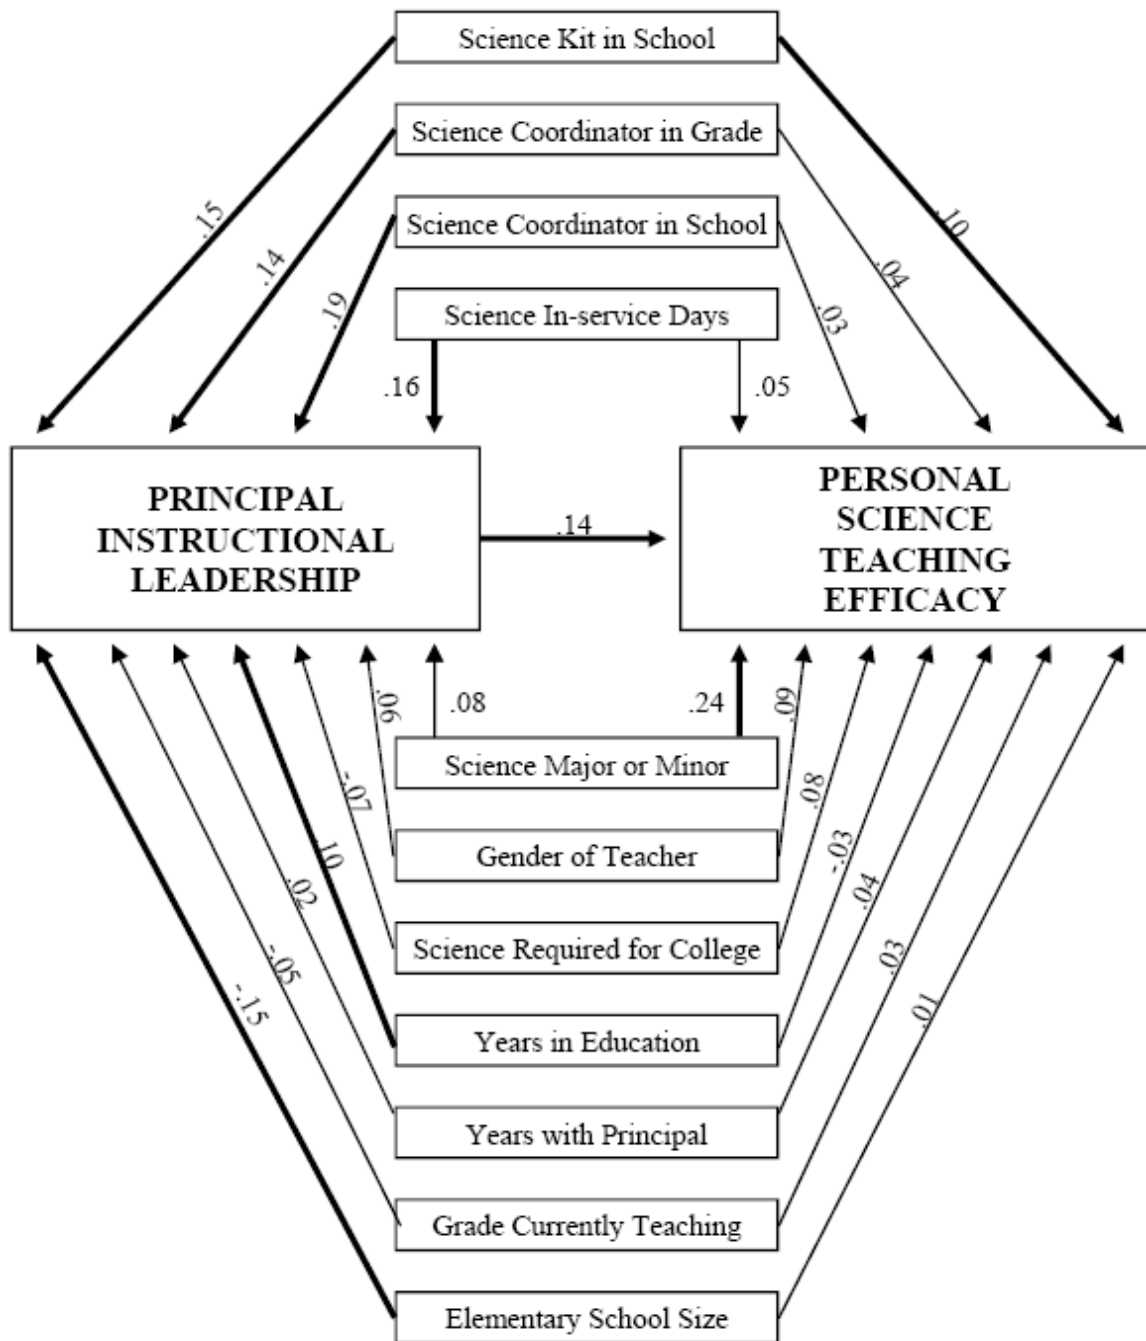 Science Kit in School
Science Coordinator in Grade
Science Coordinator in School
Science In-service Days
.15
.14
.19
.16
.10
.04
.03
.05
PRINCIPAL
INSTRUCTIONAL
LEADERSHIP
.14
PERSONAL
SCIENCE
TEACHING
EFFICACY
-.15
-.05
.02
.10
-.07
.06
.08
.24
.09
.08
-.03
.04
.03
.01
Science Major or Minor
Gender of Teacher
Science Required for College
Years in Education
Years with Principal
Grade Currently Teaching
Elementary School Size